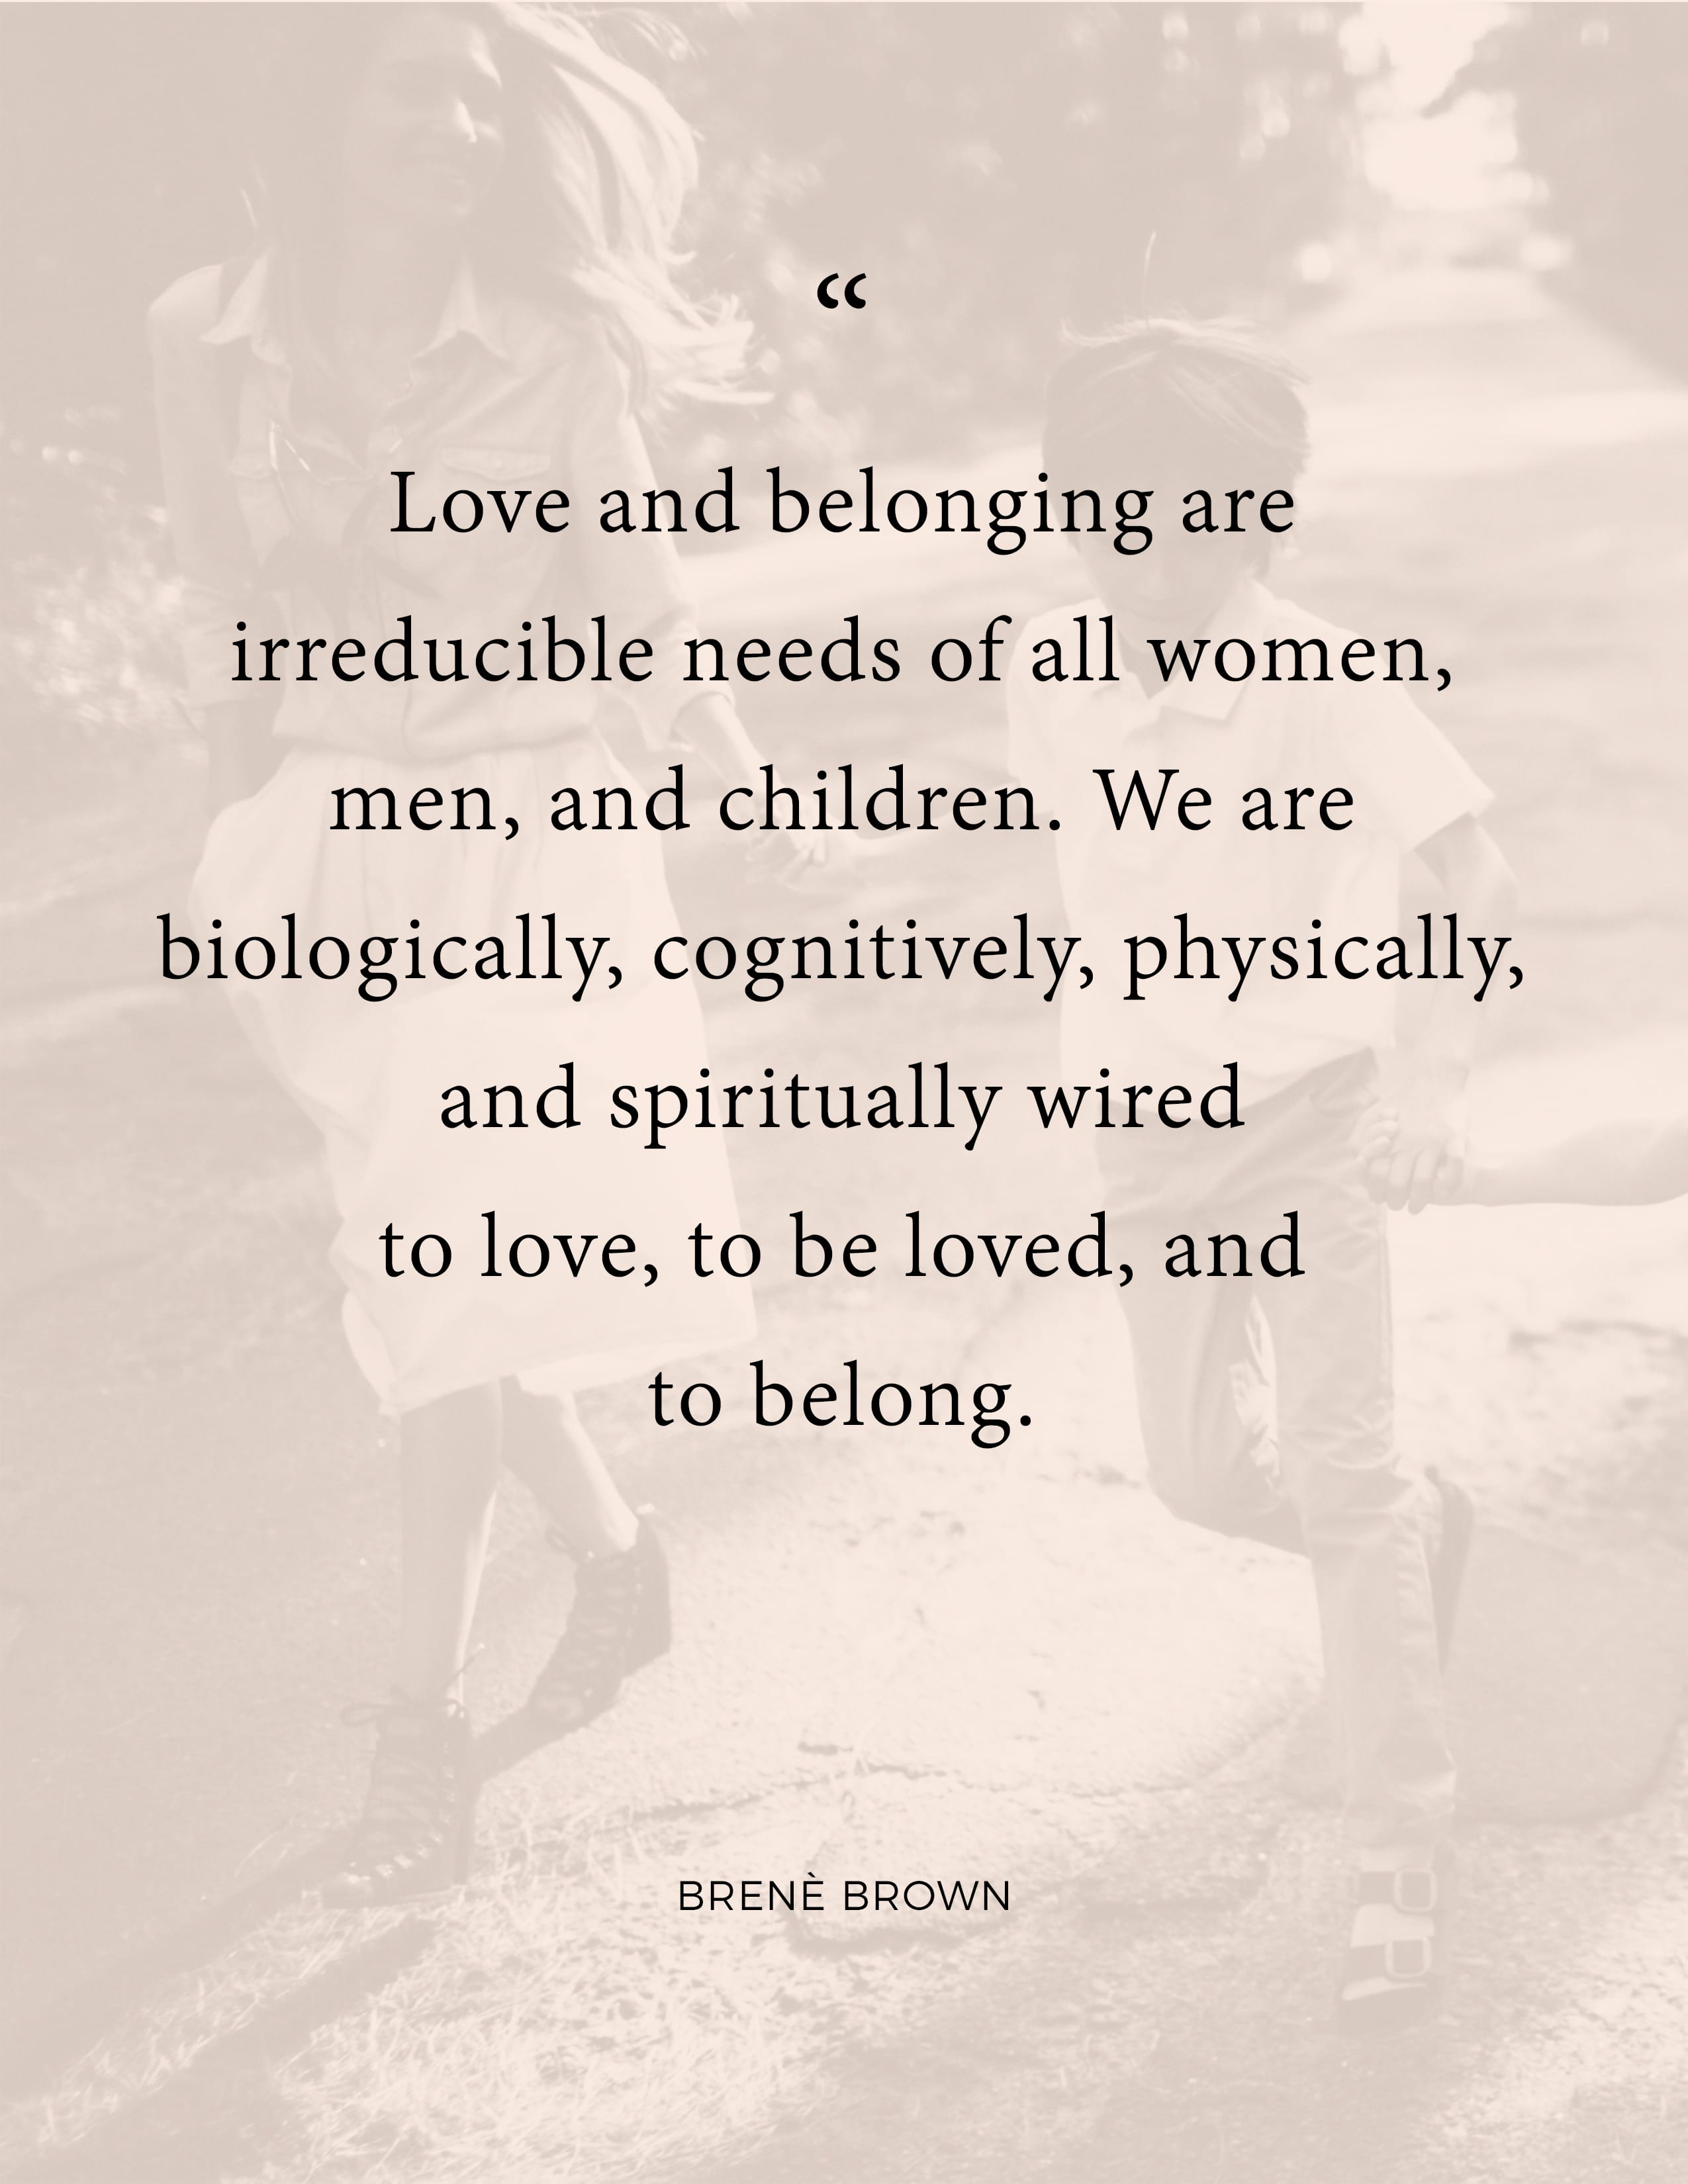 “
Love and belonging are
irreducible needs of all women,
men, and children. We are
biologically, cognitively, physically,
and spiritually wired
to love, to be loved, and
to belong.
BRENÈ BROWN